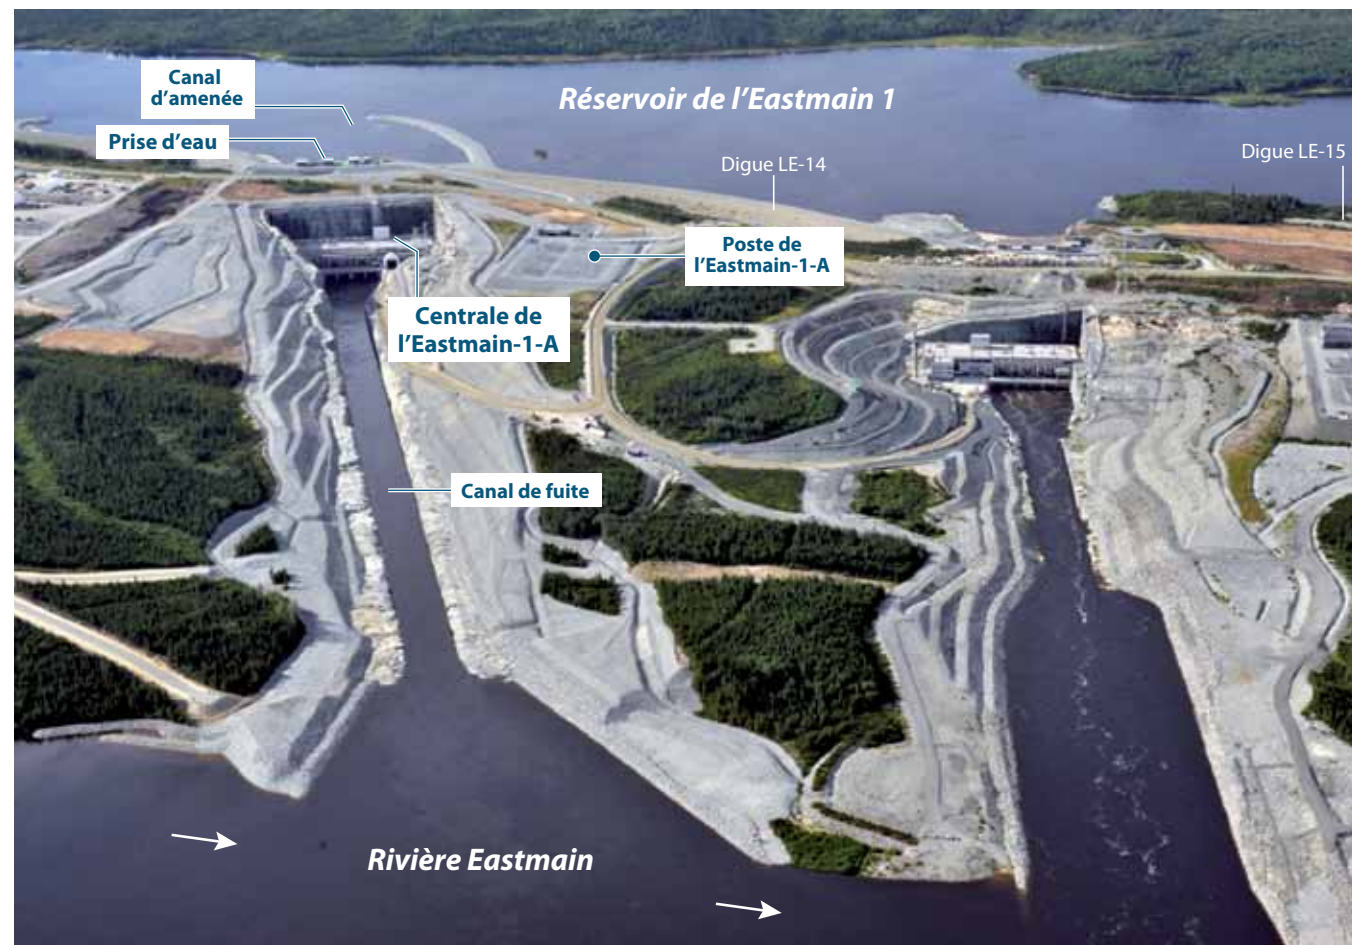 Canal
d’amenée
Réservoir de l’Eastmain 1
Prise d’eau
Digue LE-14
Digue LE-15
Poste de
l’Eastmain-1-A
Centrale de
l’Eastmain-1-A
Canal de fuite
Rivière Eastmain